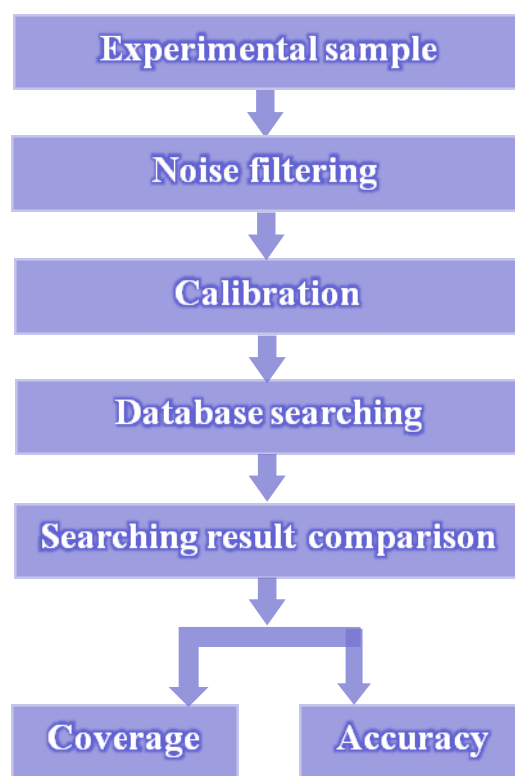 Experimental sample
Noise filtering
Calibration
Database searching
Searching result comparison
Coverage
Accuracy